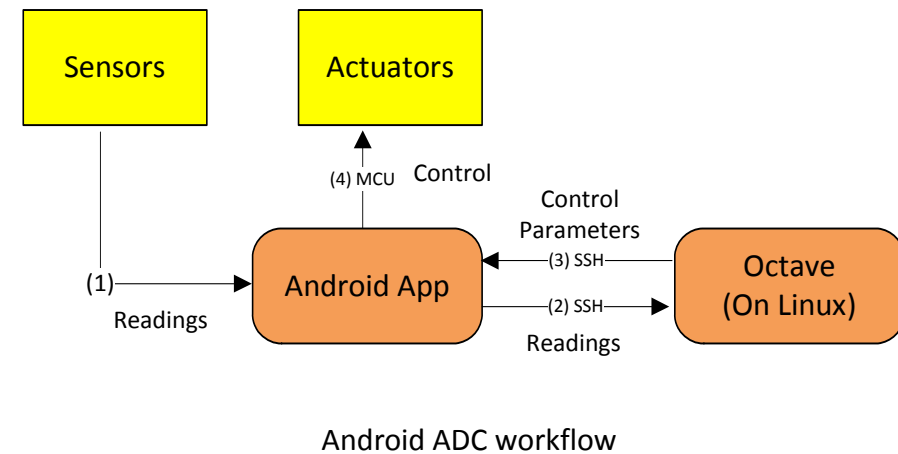 Sensors
Actuators
(4) MCU
Control
Control
Parameters
(3) SSH
(1)
Readings
Android App
(2) SSH
Readings
Octave
(On Linux)
Android ADC workflow